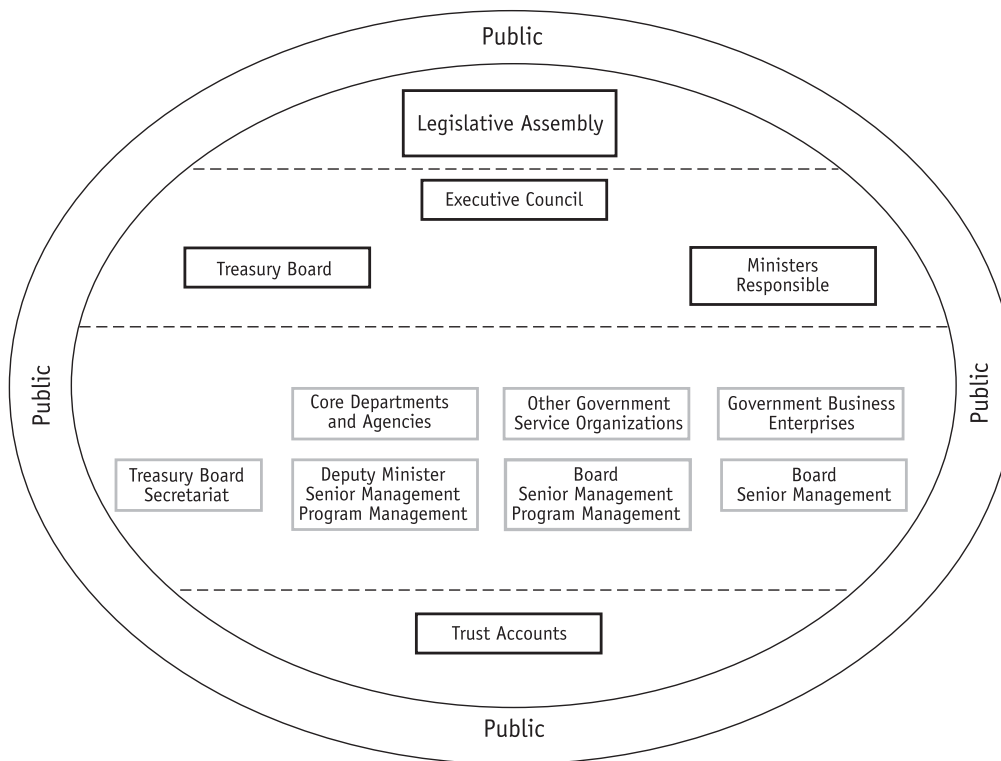 Public
Legislative Assembly
Executive Council
Treasury Board
Ministers
Responsible
Public
Public
Core Departments
and Agencies
Other Government
Service Organizations
Government Business
Enterprises
Treasury Board
Secretariat
Deputy Minister
Senior Management
Program Management
Board
Senior Management
Program Management
Board
Senior Management
Trust Accounts
Public